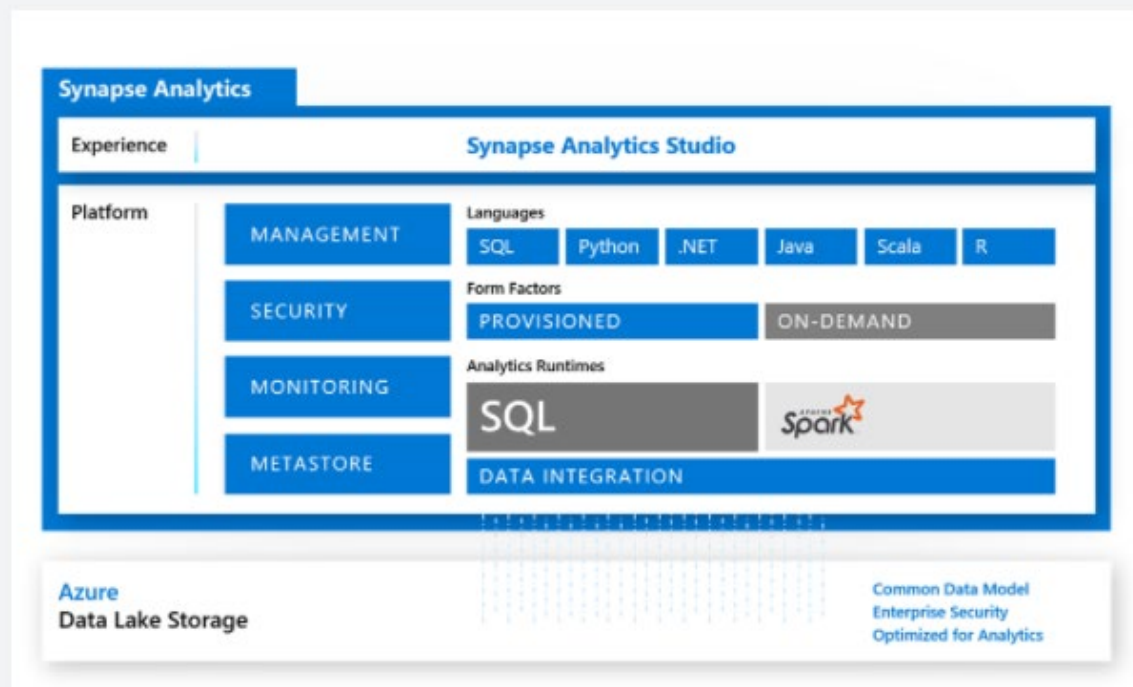 Synapse Analytics
Experience
Synapse Analytics Studio
Platform
MANAGEMENT
SECURITY
MONITORING
METASTORE
Languages
SQL
Python
.NET
Java
Scala
R
Form Factors
PROVISIONED
ON-DEMAND
Analytics Runtimes
SQL
APACHE
Spark
DATA INTEGRATION
Azure
Data Lake Storage
Common Data Model
Enterprise Security
Optimized for Analytics